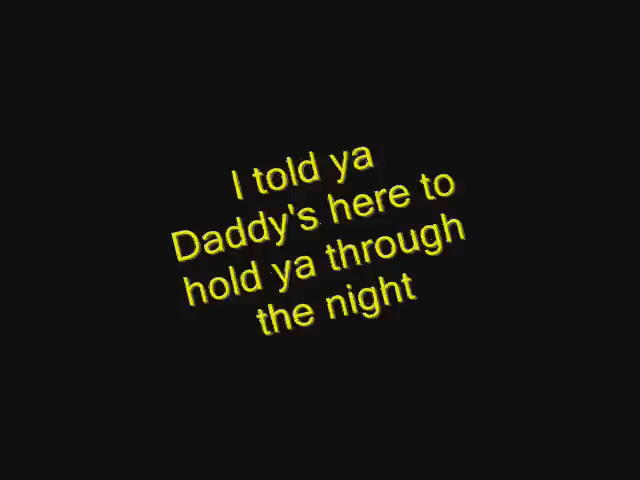 I told ya
Daddy's here to
hold ya through
the night